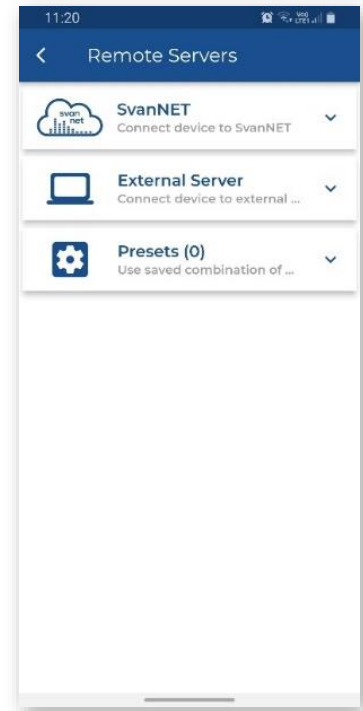 11:20
Remote Servers
svan
net
SvanNET
Connect device to SvanNET
External Server
Connect device to external ...
Presets (0)
Use saved combination of ...